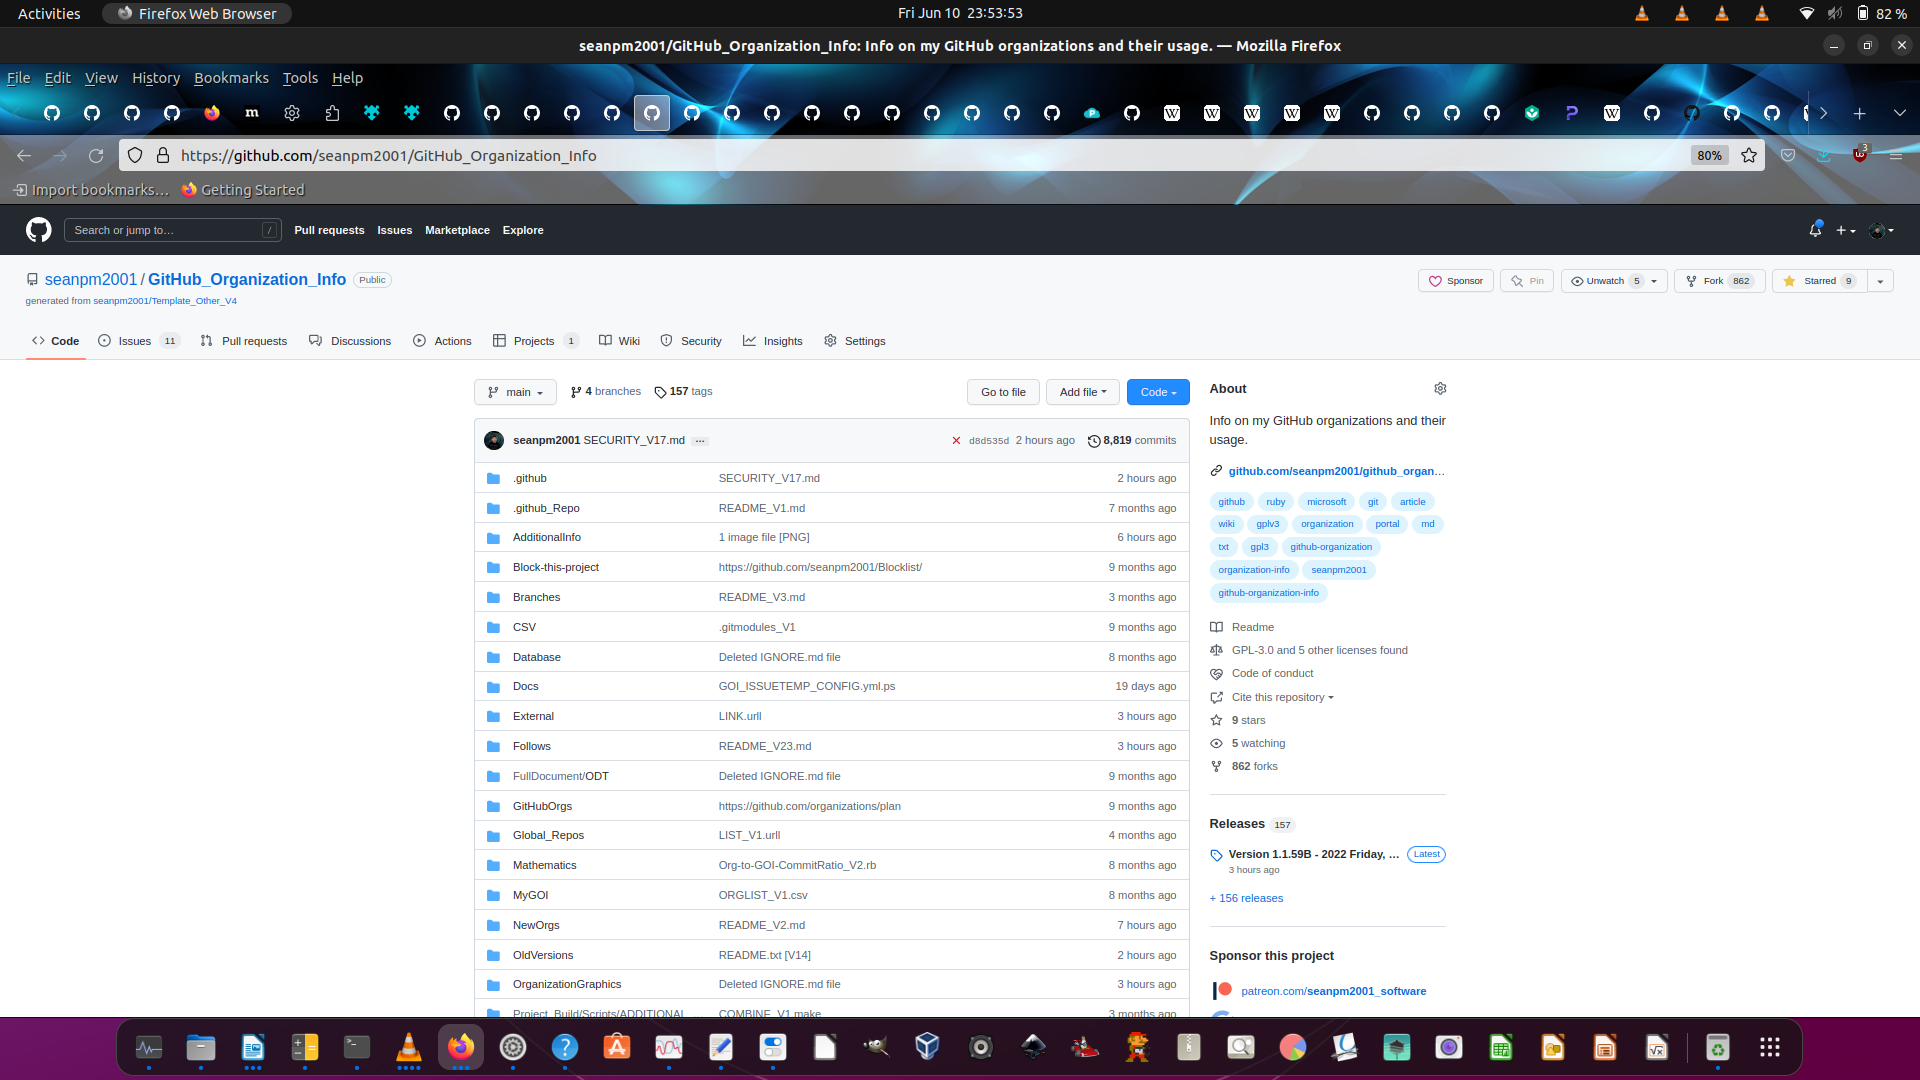 Activities
Firefox Web Browser
Fri Jun 10 23:53:53
82 %
seanpm2001/GitHub_Organization_Info: Info on my GitHub organizations and their usage. — Mozilla Firefox
File Edit View History Bookmarks Tools Help
https://github.com/seanpm2001/GitHub_Organization_Info
80%
3
Import bookmarks…
Getting Started
Search or jump to…
/
Pull requests Issues Marketplace Explore
seanpm2001 / GitHub_Organization_Info Public
generated from seanpm2001/Template_Other_V4
Sponsor
Pin
Unwatch 5
Fork 862
Starred 9
Code
Issues 11
Pull requests
Discussions
Actions
Projects 1
Wiki
Security
Insights
Settings
main
4 branches
157 tags
Go to file
Add file
Code
seanpm2001 SECURITY_V17.md ...
d8d535d 2 hours ago
8,819 commits
.github SECURITY_V17.md 2 hours ago
.github_Repo README_V1.md 7 months ago
AdditionalInfo 1 image file [PNG] 6 hours ago
Block-this-project https://github.com/seanpm2001/Blocklist/ 9 months ago
Branches README_V3.md 3 months ago
CSV .gitmodules_V1 9 months ago
Database Deleted IGNORE.md file 8 months ago
Docs GOI_ISSUETEMP_CONFIG.yml.ps 19 days ago
External LINK.urll 3 hours ago
Follows README_V23.md 3 hours ago
FullDocument/ODT Deleted IGNORE.md file 9 months ago
GitHubOrgs https://github.com/organizations/plan 9 months ago
Global_Repos LIST_V1.urll 4 months ago
Mathematics Org-to-GOI-CommitRatio_V2.rb 8 months ago
MyGOI ORGLIST_V1.csv 8 months ago
NewOrgs README_V2.md 7 hours ago
OldVersions README.txt [V14] 2 hours ago
OrganizationGraphics Deleted IGNORE.md file 3 hours ago
Project_Build/Scripts/ADDITIONAL_… COMBINE_V1.make 3 months ago
About
Info on my GitHub organizations and their
usage.
github.com/seanpm2001/github_organ…
github ruby microsoft git article
wiki gplv3 organization portal md
txt gpl3 github-organization
organization-info seanpm2001
github-organization-info
Readme
GPL-3.0 and 5 other licenses found
Code of conduct
Cite this repository
9 stars
5 watching
862 forks
Releases 157
Version 1.1.59B - 2022 Friday, … Latest
3 hours ago
+ 156 releases
Sponsor this project
patreon.com/seanpm2001_software